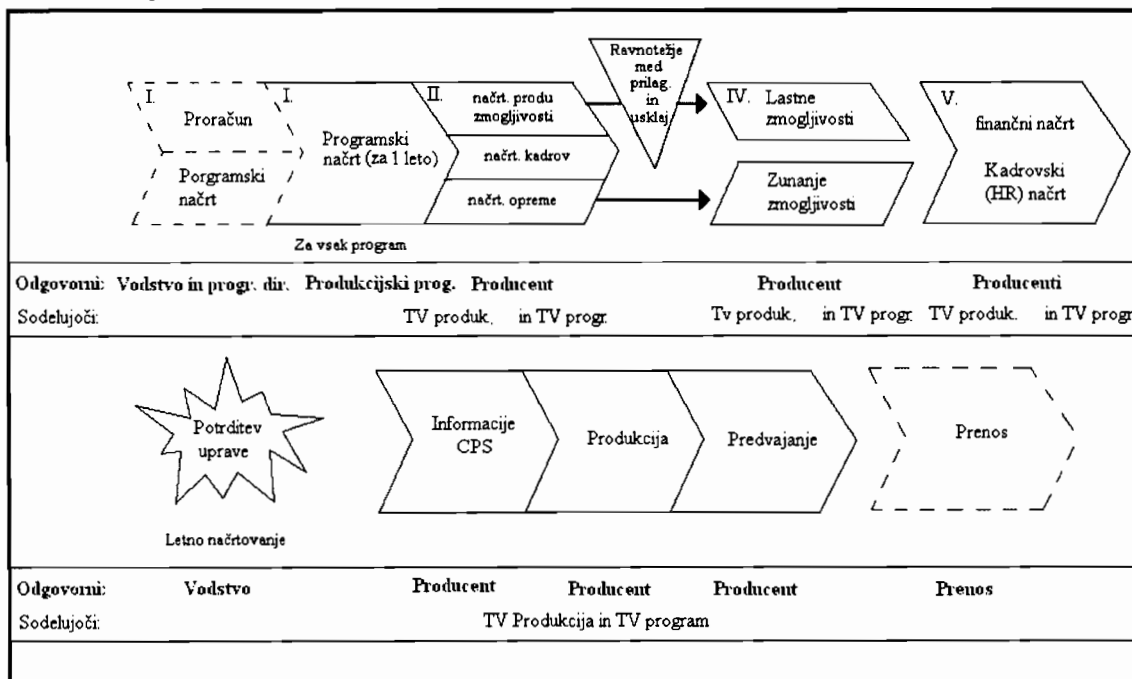 I.
Proračun
Porgramski
načrt
I.
Programski
načrt (za 1 leto)
Za vsek program
II.
načrt. produ
zmogljivosti
načrt. kadrov
načrt. opreme
Ravnotežje
med
prilag.
in
usklaj.
IV. Lastne
zmogljivosti
Zunanje
zmogljivosti
V.
finančni načrt
Kadrovski
(HR) načrt
Odgovorni: Vodstvo in progr. dir. Produkcijski prog. Producent Producent Producenti
Sodelujoči: TV produk. in TV progr. Tv produk. in TV progr. TV produk. in TV progr
Potrditev
uprave
Letno načrtovanje
Informacije
CPS
Produkcija
Predvajanje
Prenos
Odgovorni: Vodstvo Producent Producent Producent Prenos
Sodelujoči: TV Produkcija in TV program